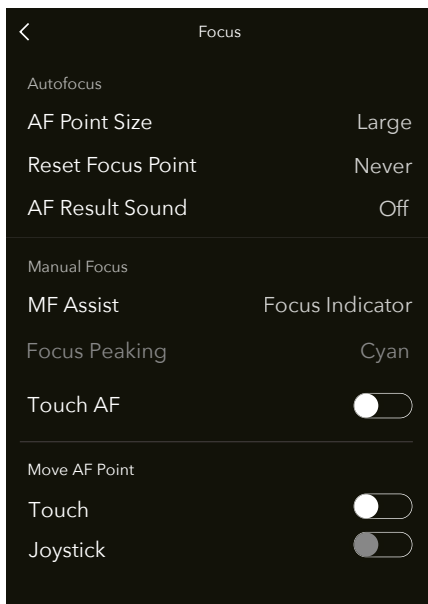 Focus
Autofocus
AF Point Size Large
Reset Focus Point Never
AF Result Sound Off
Manual Focus
MF Assist Focus Indicator
Focus Peaking Cyan
Touch AF
Move AF Point
Touch
Joystick